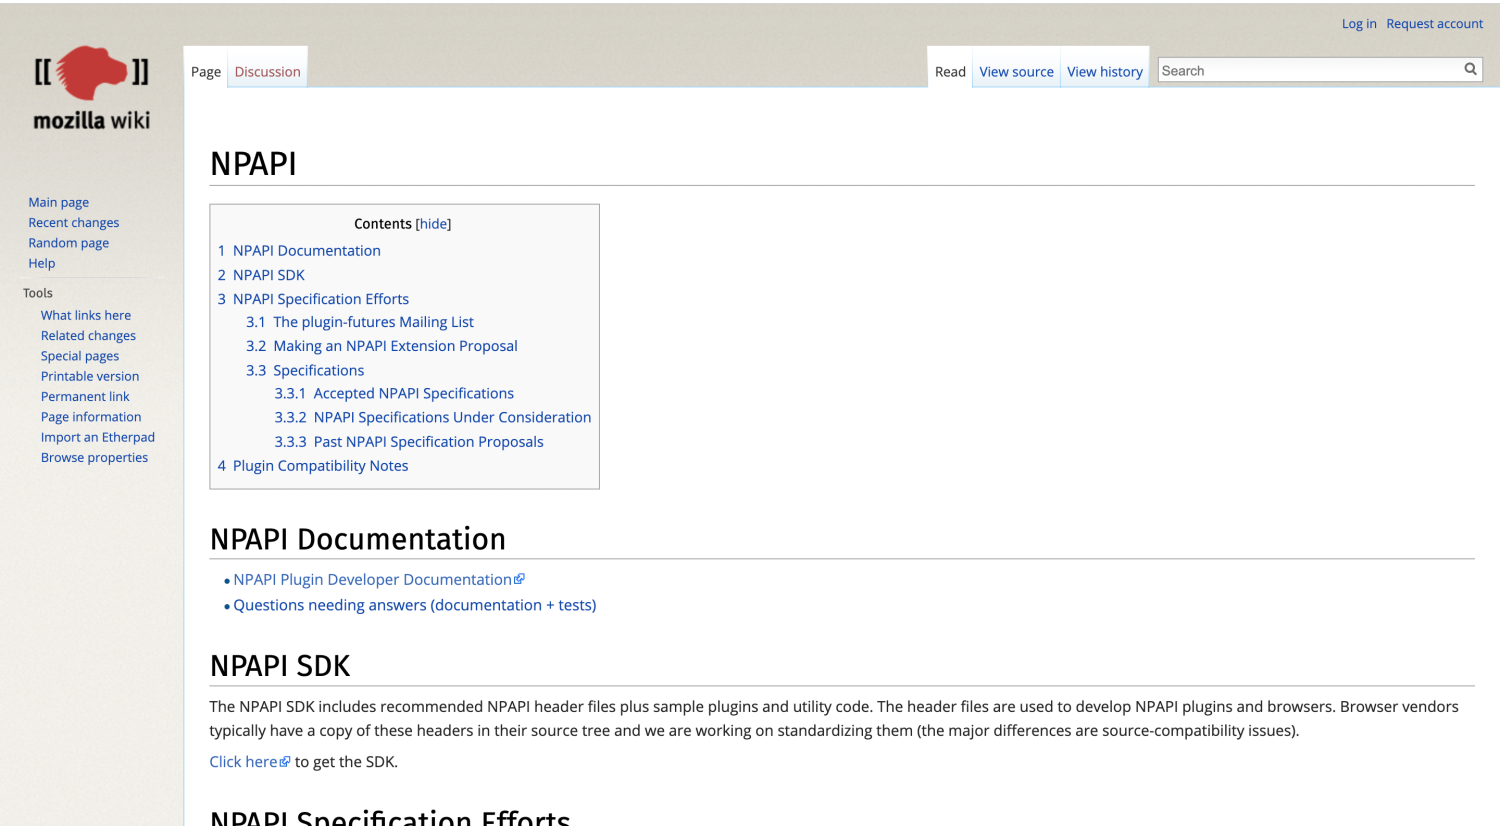 Log in Request account
[[ ]]
mozilla wiki
Page Discussion Read View source View history Search
Main page
Recent changes
Random page
Help
Tools
What links here
Related changes
Special pages
Printable version
Permanent link
Page information
Import an Etherpad
Browse properties
NPAPI
Contents [hide]
1 NPAPI Documentation
2 NPAPI SDK
3 NPAPI Specification Efforts
3.1 The plugin-futures Mailing List
3.2 Making an NPAPI Extension Proposal
3.3 Specifications
3.3.1 Accepted NPAPI Specifications
3.3.2 NPAPI Specifications Under Consideration
3.3.3 Past NPAPI Specification Proposals
4 Plugin Compatibility Notes
NPAPI Documentation
• NPAPI Plugin Developer Documentation
• Questions needing answers (documentation + tests)
NPAPI SDK
The NPAPI SDK includes recommended NPAPI header files plus sample plugins and utility code. The header files are used to develop NPAPI plugins and browsers. Browser vendors
typically have a copy of these headers in their source tree and we are working on standardizing them (the major differences are source-compatibility issues).
Click here to get the SDK.
NPAPI Specification Efforts